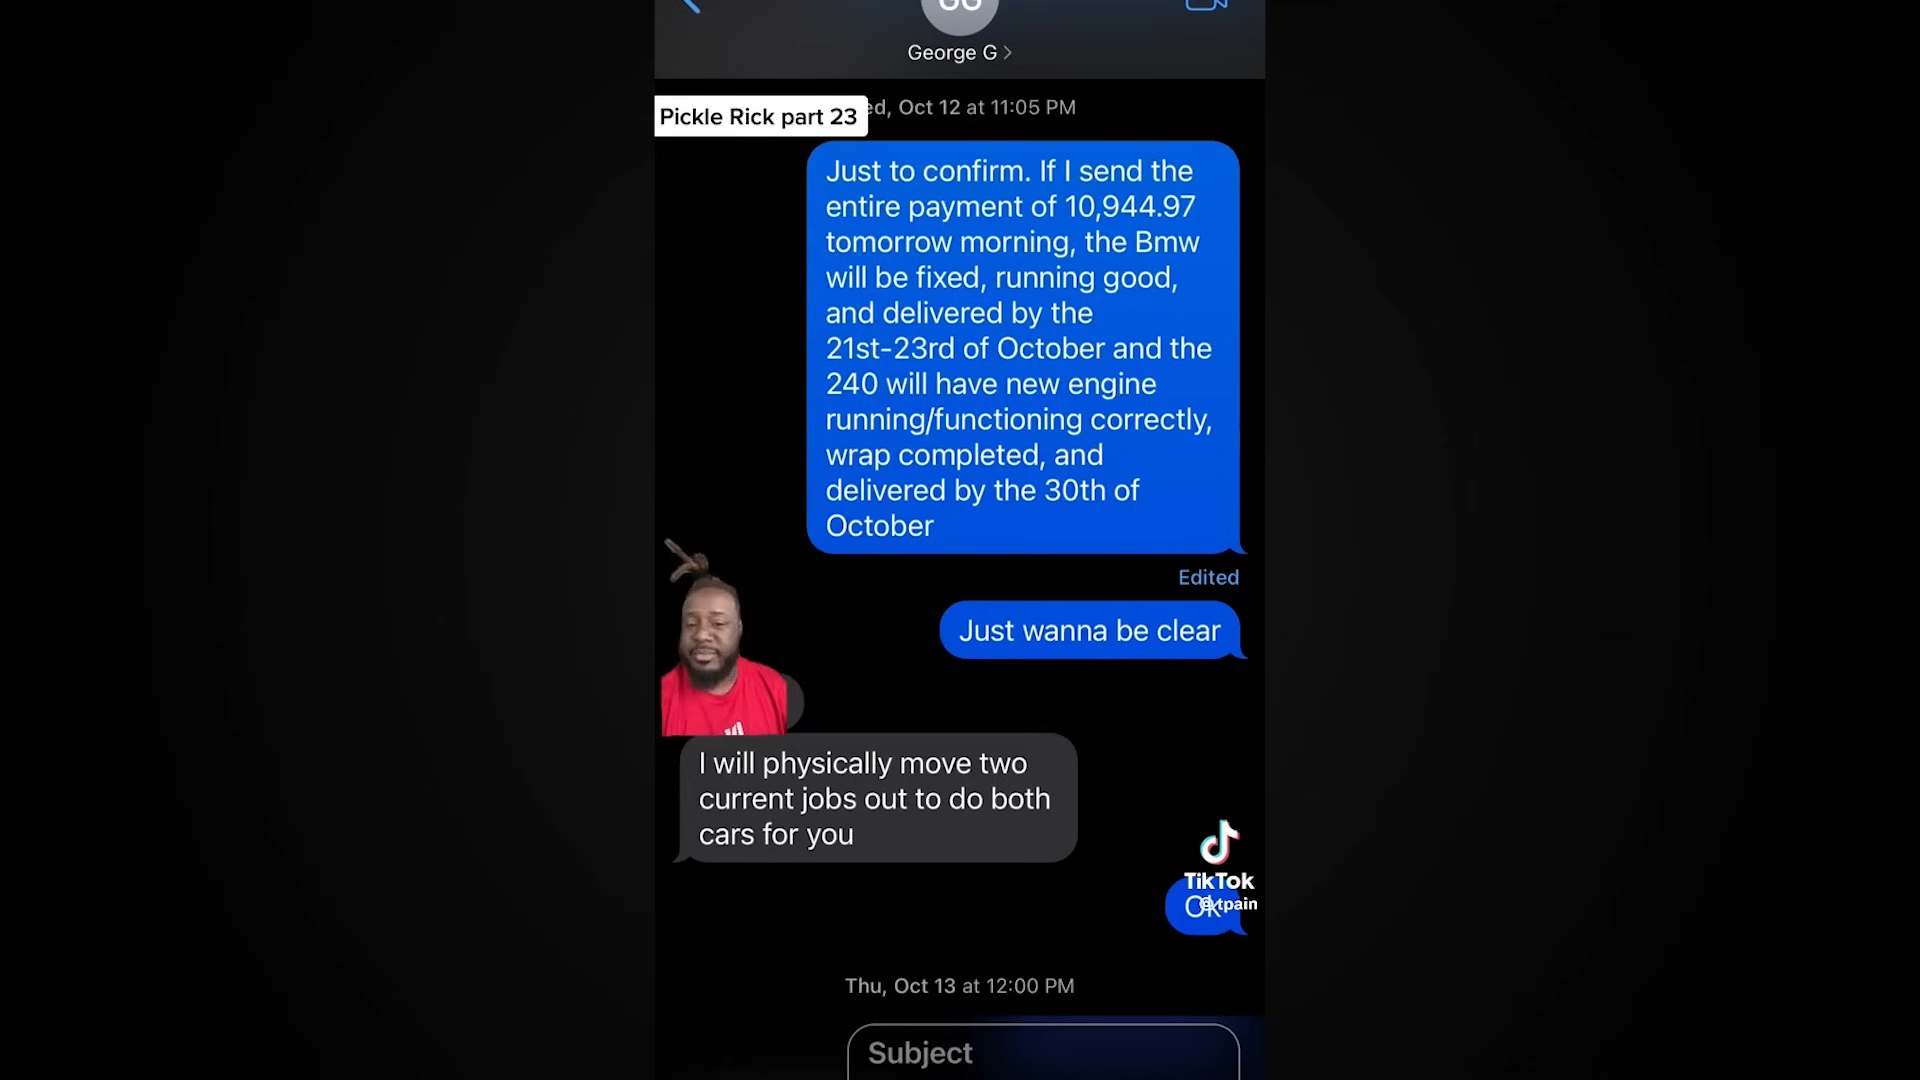 George G
Pickle Rick part 23
Oct 12 at 11:05 PM
Just to confirm. If I send the
entire payment of 10,944.97
tomorrow morning, the Bmw
will be fixed, running good,
and delivered by the
21st-23rd of October and the
240 will have new engine
running/functioning correctly,
wrap completed, and
delivered by the 30th of
October
Edited
Just wanna be clear
I will physically move two
current jobs out to do both
cars for you
TikTok
@tpain
Ok
Thu, Oct 13 at 12:00 PM
Subject